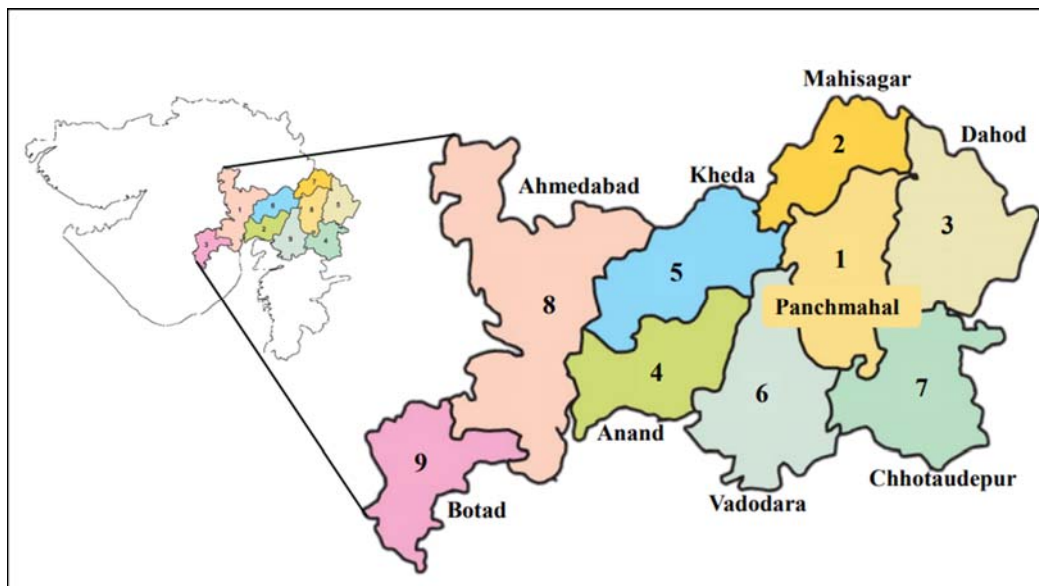 Mahisagar
2
Dahod
Kheda
Ahmedabad
3
1
5
8
Panchmahal
4
6
7
Anand
9
Chhotaudepur
Botad
Vadodara